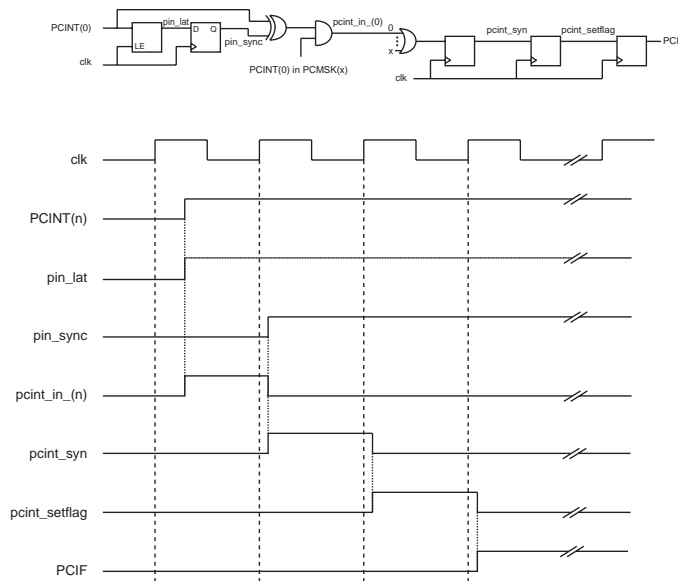 PCINT(0)
pin_lat
D Q
LE
pin_sync
clk
pcint_in_(0)
0
x
PCINT(0) in PCMSK(x)
pcint_syn
pcint_setflag
PCI
clk
clk
PCINT(n)
pin_lat
pin_sync
pcint_in_(n)
pcint_syn
pcint_setflag
PCIF